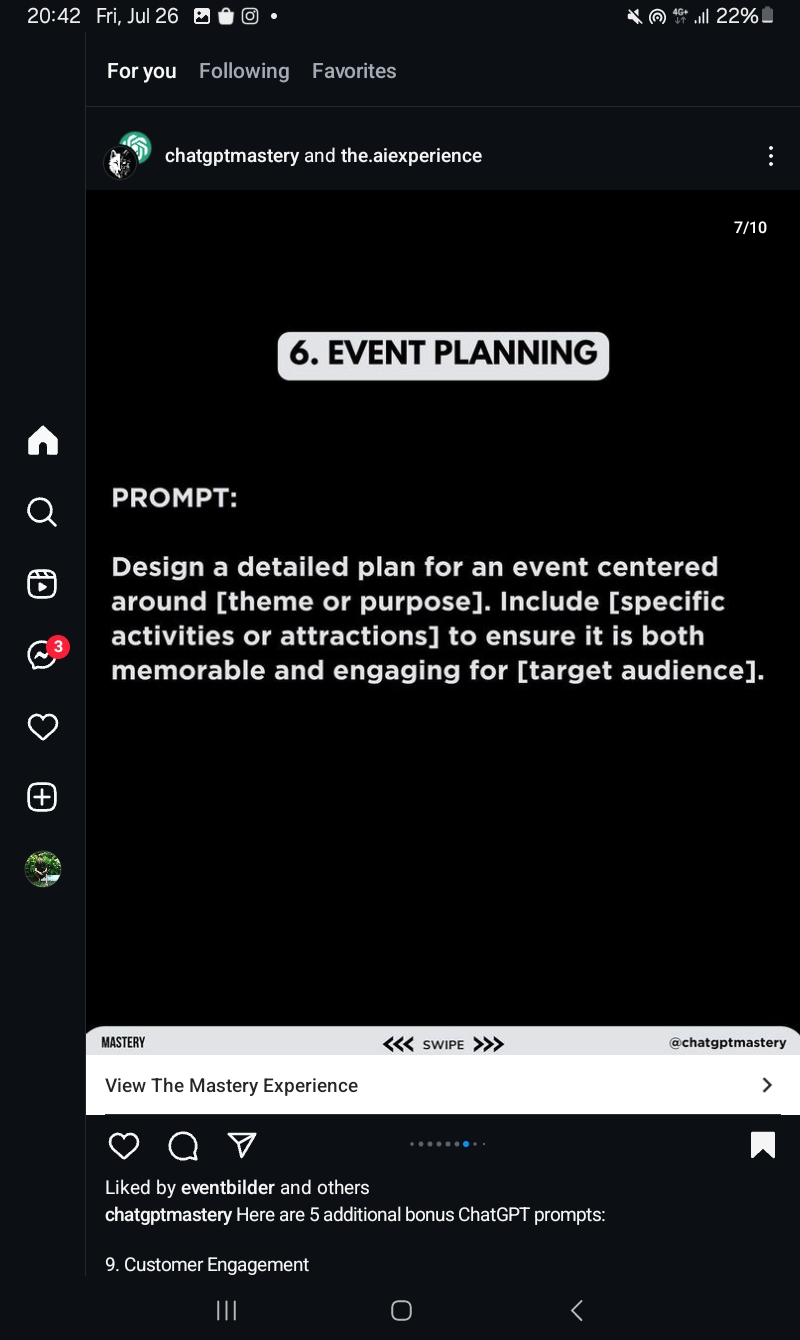 20:42 Fri, Jul 26
4G+ 22%
For you Following Favorites
chatgptmastery and the.aiexperience
7/10
6. EVENT PLANNING
PROMPT:
Design a detailed plan for an event centered
around [theme or purpose]. Include [specific
activities or attractions] to ensure it is both
memorable and engaging for [target audience].
3
MASTERY <<< SWIPE >>> @chatgptmastery
View The Mastery Experience
Liked by eventbilder and others
chatgptmastery Here are 5 additional bonus ChatGPT prompts:
9. Customer Engagement